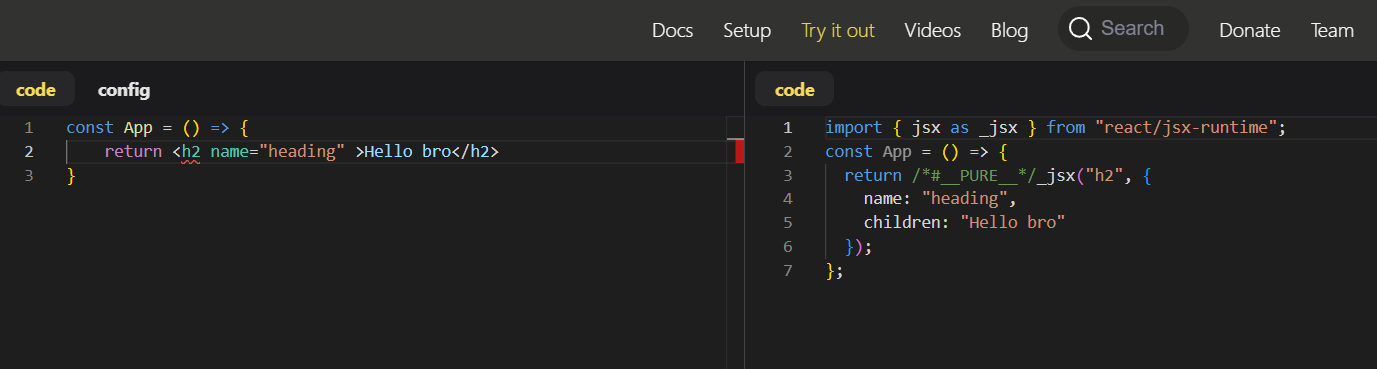 Docs Setup Try it out Videos Blog Search Donate Team
code config
1 const App = () => {
2     return <h2 name="heading" >Hello bro</h2>
3 }
code
1 import { jsx as _jsx } from "react/jsx-runtime";
2 const App = () => {
3   return /*#__PURE__*/_jsx("h2", {
4     name: "heading",
5     children: "Hello bro"
6   });
7 };